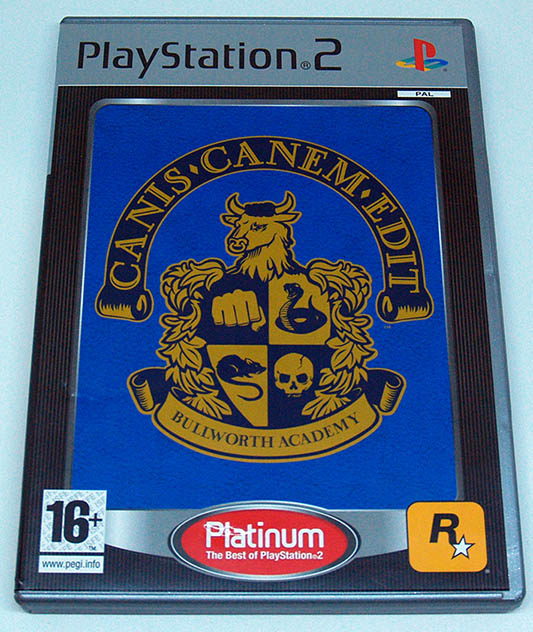 PlayStation®2
PAL
CANIS · CANEM · EDIT
BULLWORTH ACADEMY
16+
www.pegi.info
Platinum
The Best of PlayStation®2
R